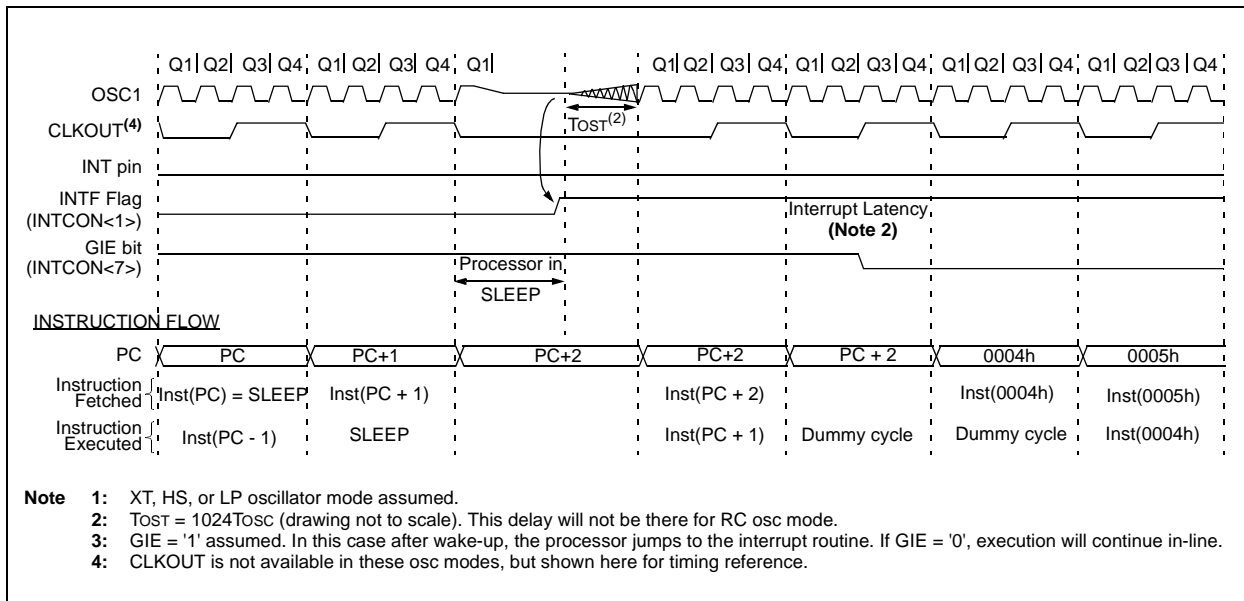 Q1 Q2 Q3 Q4 Q1 Q2 Q3 Q4 Q1 Q1 Q2 Q3 Q4 Q1 Q2 Q3 Q4 Q1 Q2 Q3 Q4 Q1 Q2 Q3 Q4
OSC1
TOST(2)
CLKOUT(4)
INT pin
INTF Flag
(INTCON<1>)
Interrupt Latency
(Note 2)
GIE bit
(INTCON<7>)
Processor in
SLEEP
INSTRUCTION FLOW
PC PC PC+1 PC+2 PC+2 PC + 2 0004h 0005h
Instruction
Fetched
Inst(PC) = SLEEP Inst(PC + 1) Inst(PC + 2) Inst(0004h) Inst(0005h)
Instruction
Executed
Inst(PC - 1) SLEEP Inst(PC + 1) Dummy cycle Dummy cycle Inst(0004h)
Note 1: XT, HS, or LP oscillator mode assumed.
2: TOST = 1024TOSC (drawing not to scale). This delay will not be there for RC osc mode.
3: GIE = '1' assumed. In this case after wake-up, the processor jumps to the interrupt routine. If GIE = '0', execution will continue in-line.
4: CLKOUT is not available in these osc modes, but shown here for timing reference.